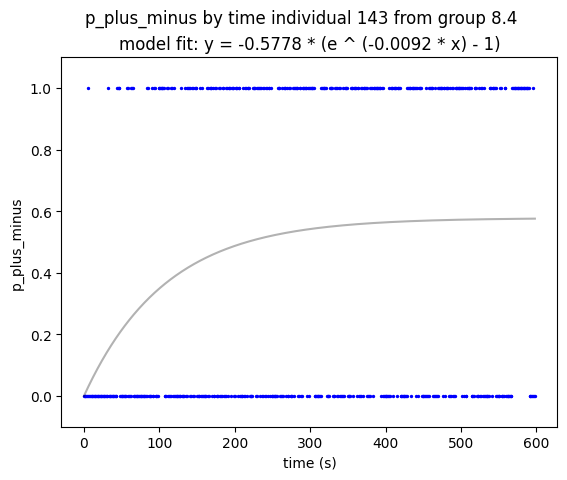 p_plus_minus by time individual 143 from group 8.4
model fit: y = -0.5778 * (e ^ (-0.0092 * x) - 1)
1.0
0.8
0.6
0.4
0.2
0.0
p_plus_minus
0 100 200 300 400 500 600
time (s)